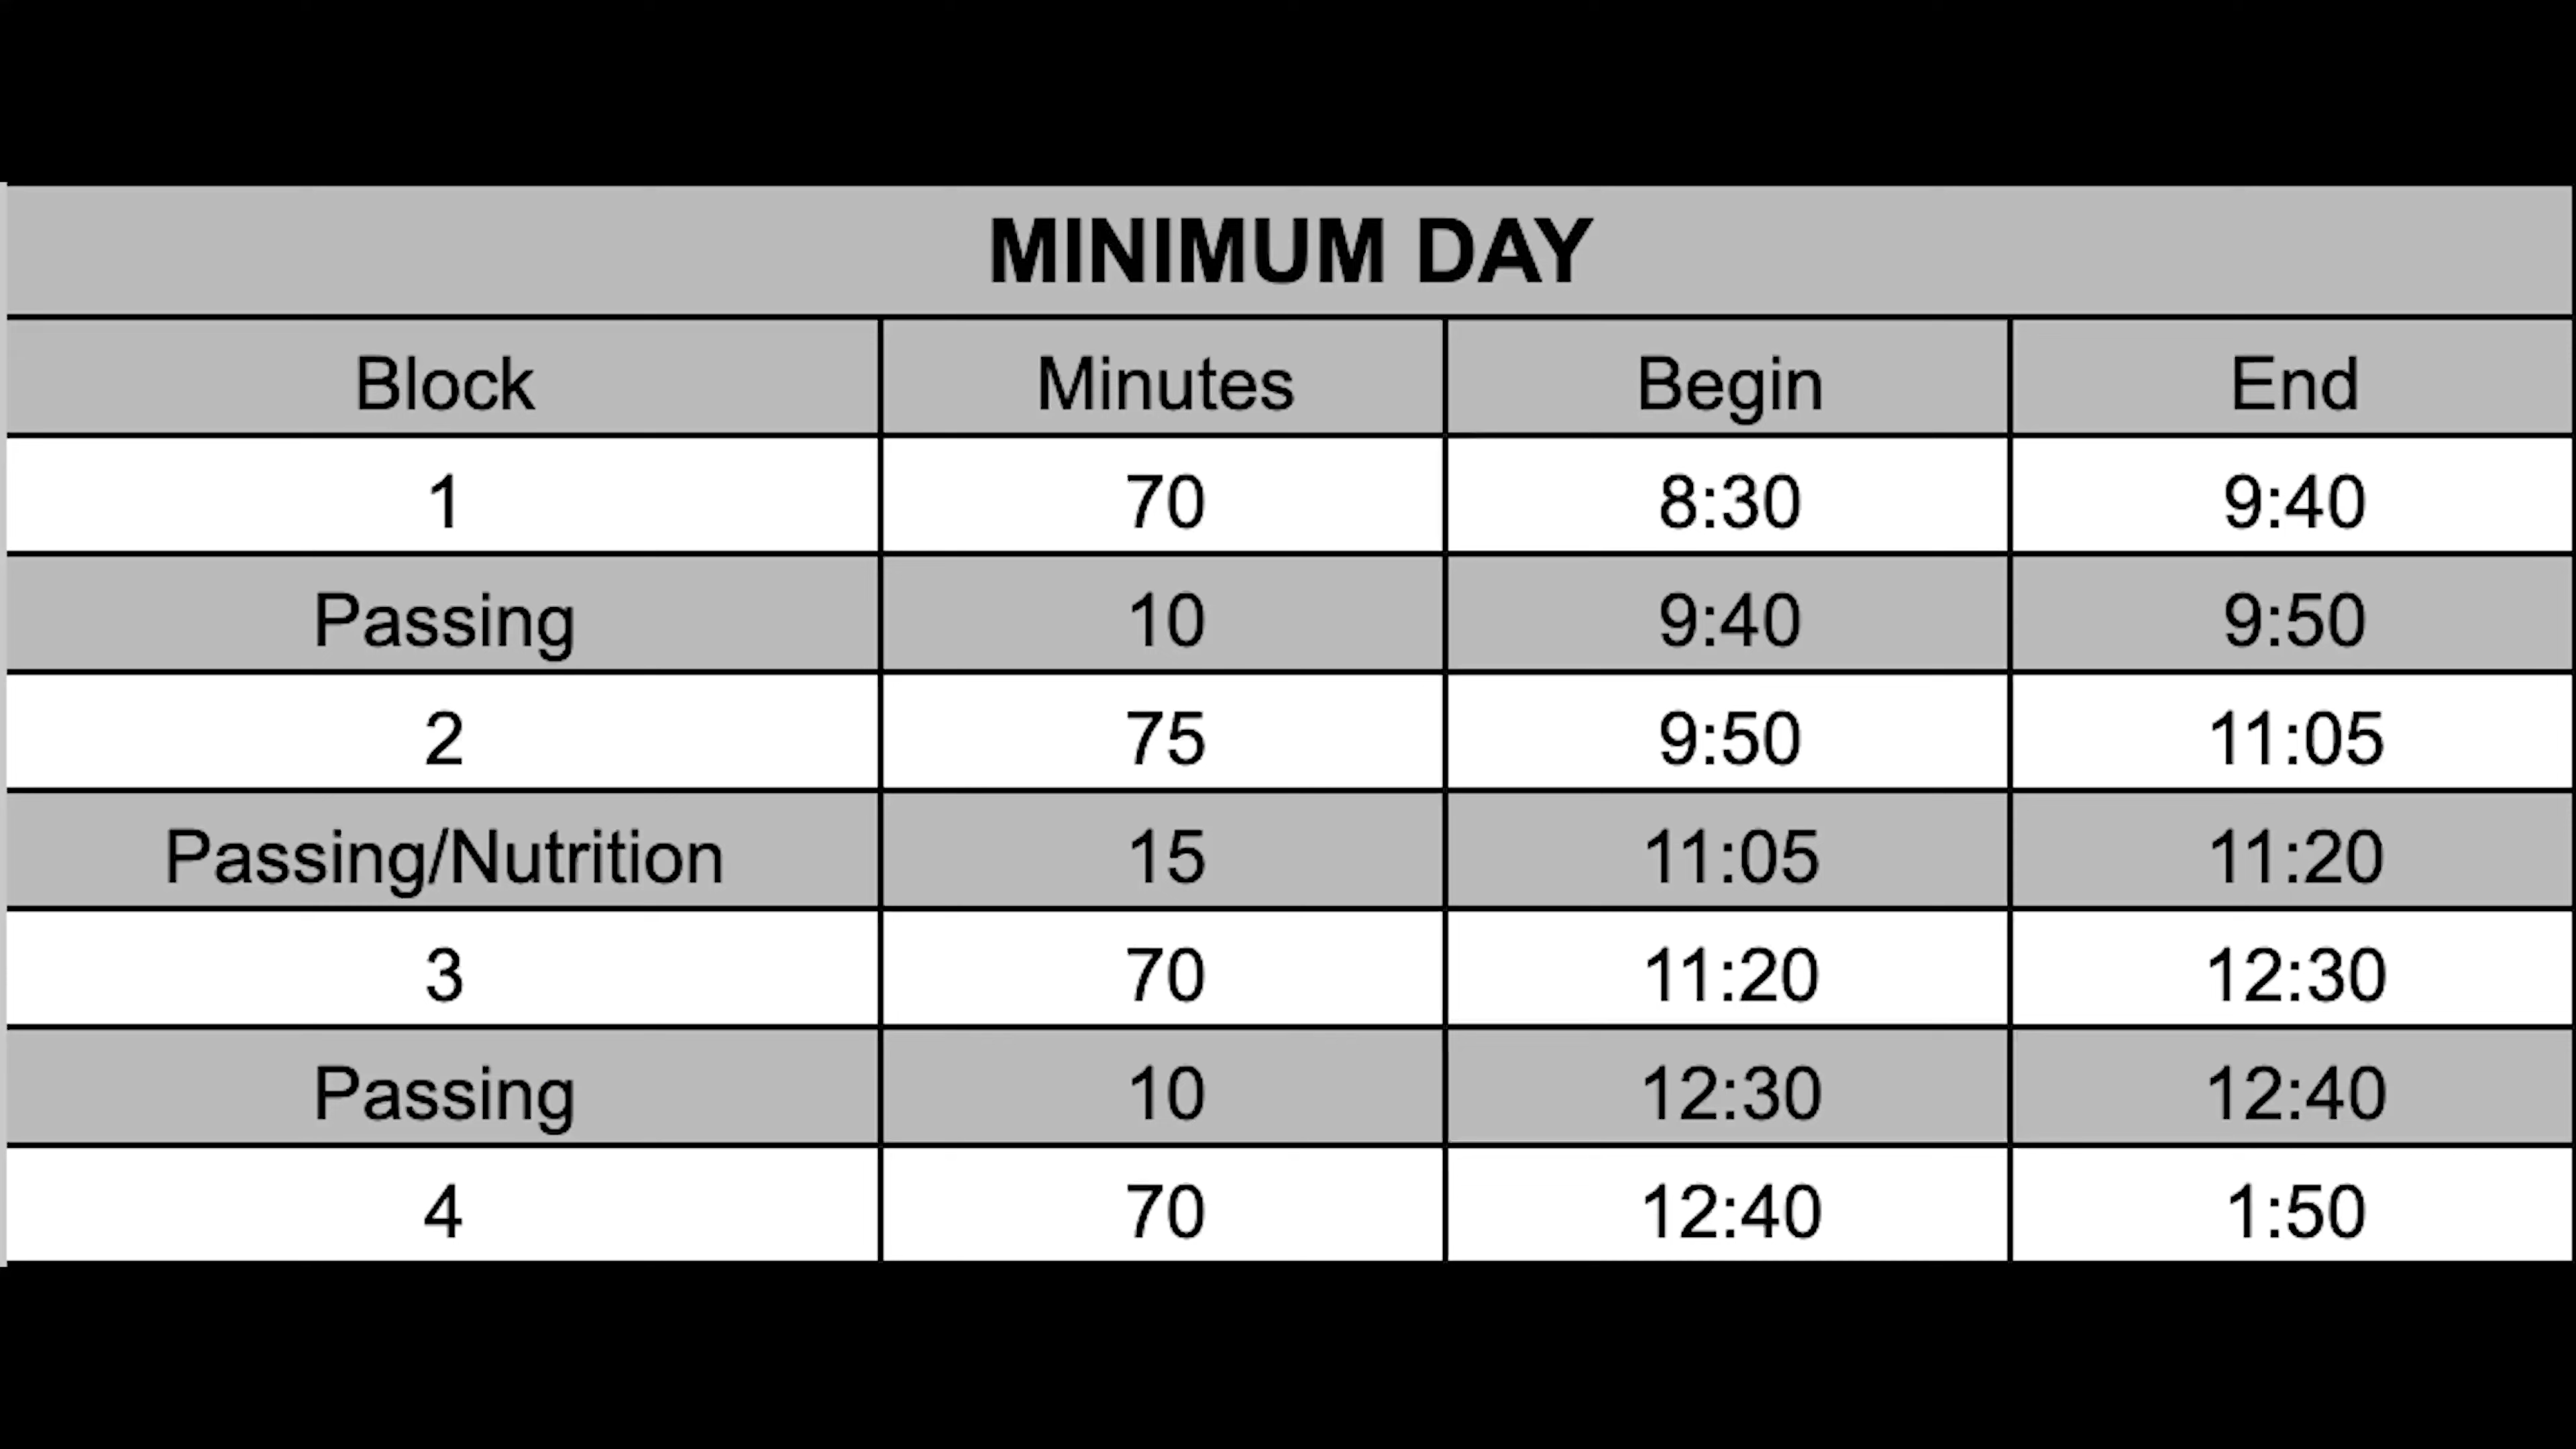 MINIMUM DAY
Block Minutes Begin End
1 70 8:30 9:40
Passing 10 9:40 9:50
2 75 9:50 11:05
Passing/Nutrition 15 11:05 11:20
3 70 11:20 12:30
Passing 10 12:30 12:40
4 70 12:40 1:50